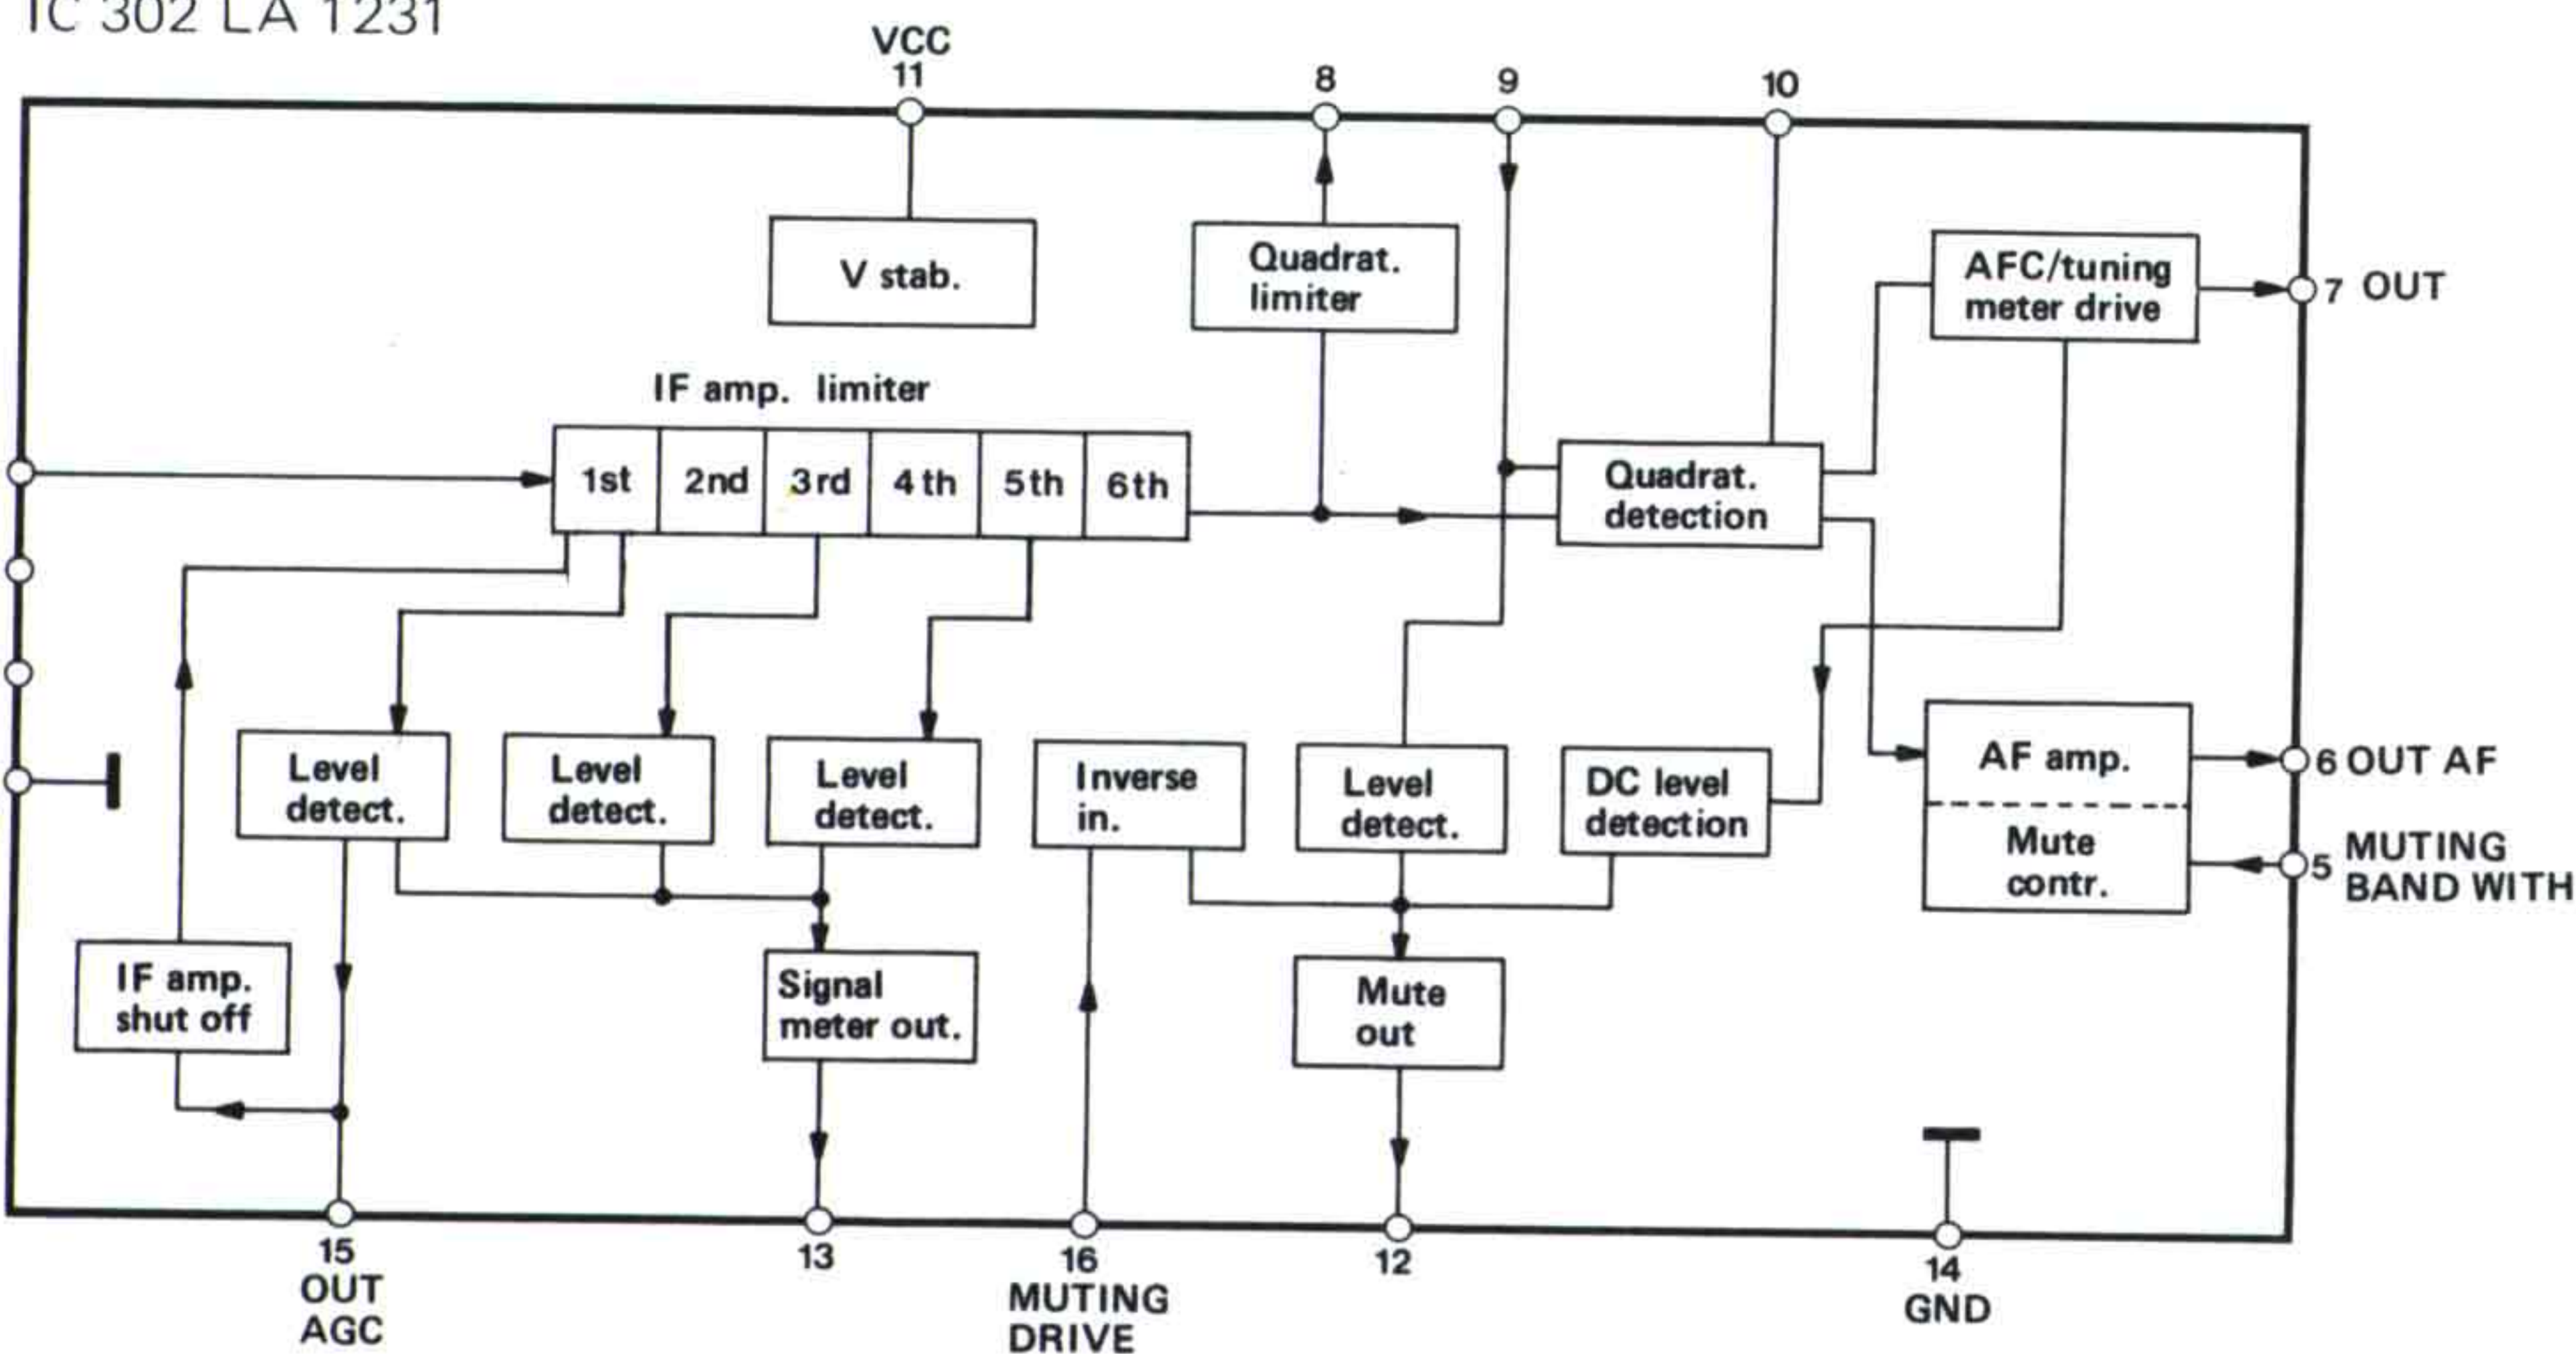 IC 302 LA 1231
VCC
11
8
9
10
V stab.
Quadrat.
limiter
AFC/tuning
meter drive
7 OUT
IF amp. limiter
1st 2nd 3rd 4th 5th 6th
Quadrat.
detection
Level
detect.
Level
detect.
Level
detect.
Inverse
in.
Level
detect.
DC level
detection
AF amp.
6 OUT AF
Mute
contr.
5 MUTING
BAND WITH
IF amp.
shut off
Signal
meter out.
Mute
out
15
OUT
AGC
13
16
MUTING
DRIVE
12
14
GND